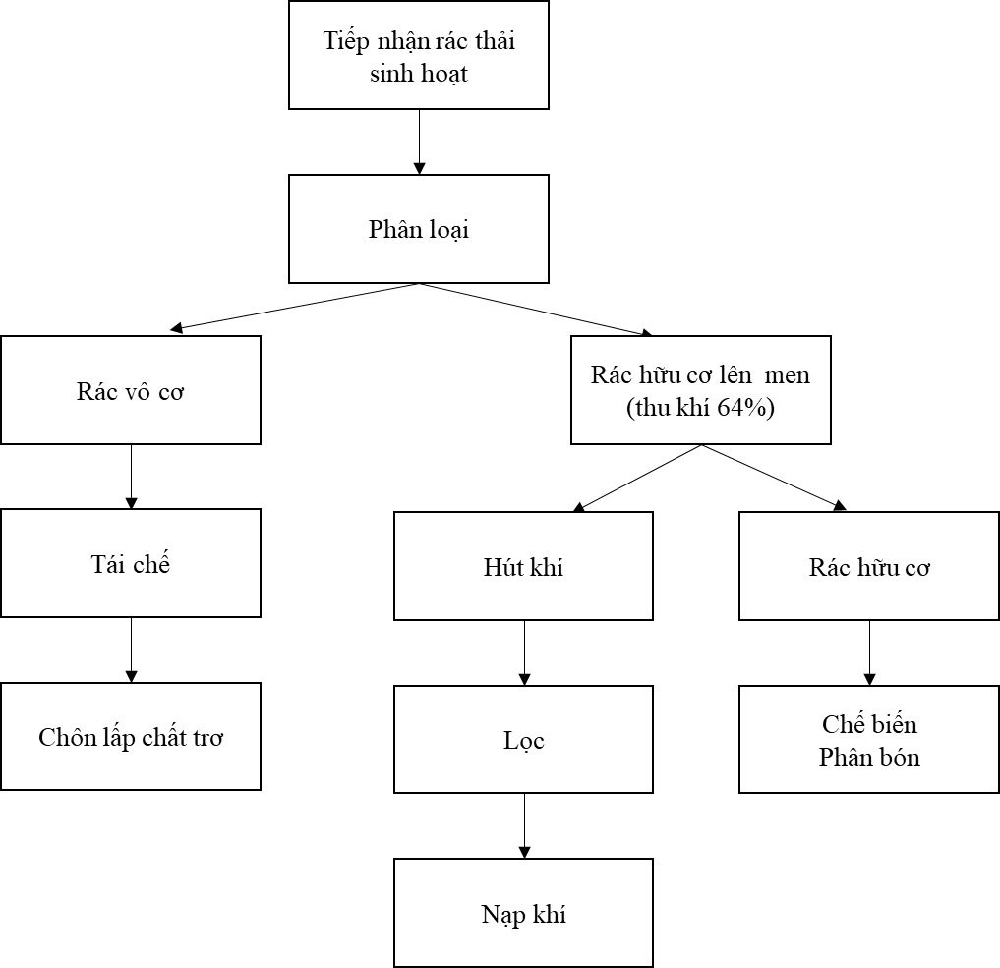 Tiếp nhận rác thải
sinh hoạt
Phân loại
Rác vô cơ
Rác hữu cơ lên men
(thu khí 64%)
Tái chế
Hút khí
Rác hữu cơ
Chôn lấp chất trơ
Lọc
Chế biến
Phân bón
Nạp khí